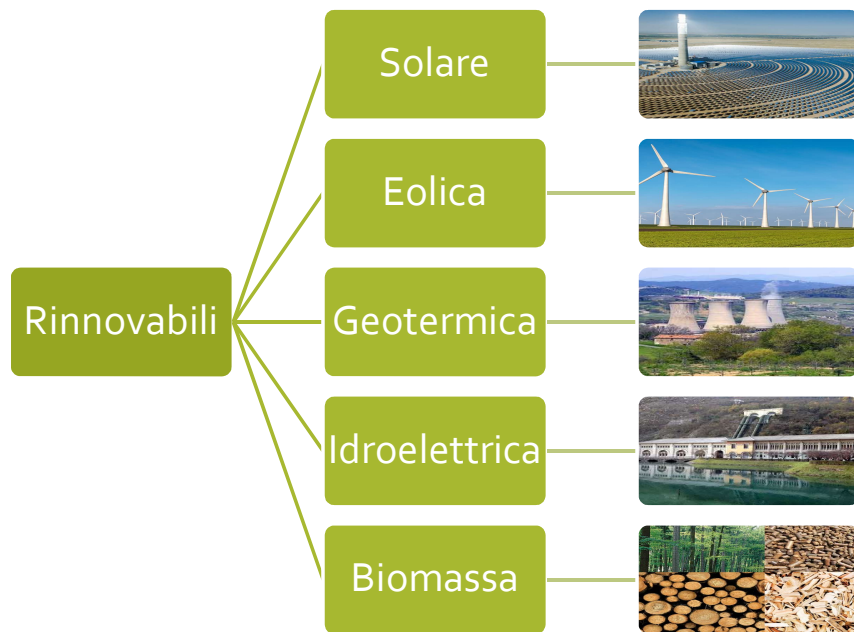 Solare
Eolica
Rinnovabili
Geotermica
Idroelettrica
Biomassa